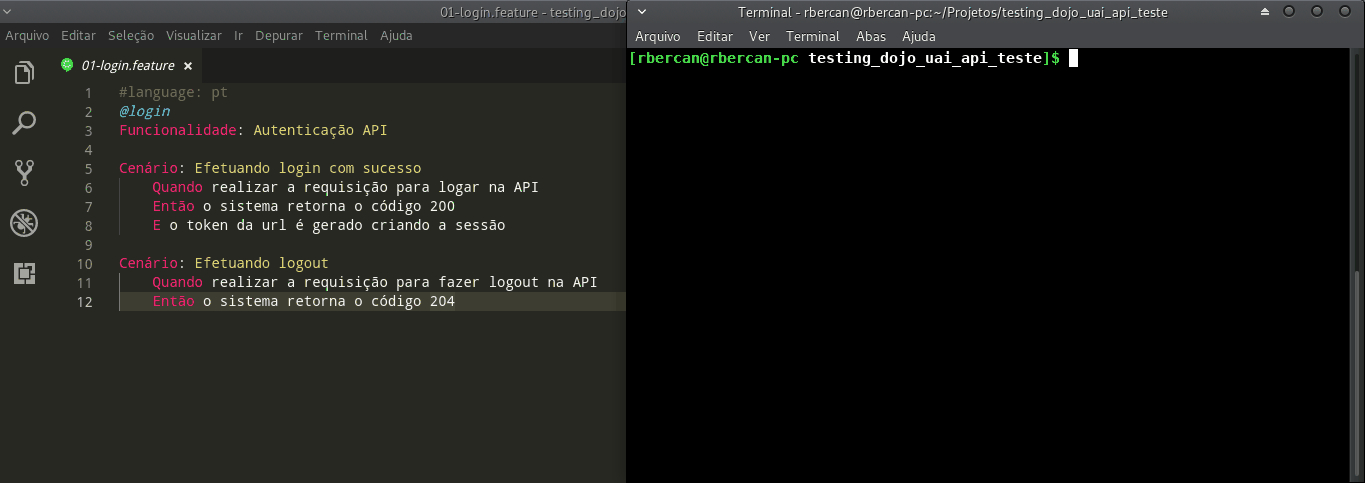 01-login.feature - testing_dojo
Arquivo Editar Seleção Visualizar Ir Depurar Terminal Ajuda
01-login.feature ×
1 #language: pt
2 @login
3 Funcionalidade: Autenticação API
4
5 Cenário: Efetuando login com sucesso
6 Quando realizar a requisição para logar na API
7 Então o sistema retorna o código 200
8 E o token da url é gerado criando a sessão
9
10 Cenário: Efetuando logout
11 Quando realizar a requisição para fazer logout na API
12 Então o sistema retorna o código 204
Terminal - rbercan@rbercan-pc:~/Projetos/testing_dojo_uai_api_teste
Arquivo Editar Ver Terminal Abas Ajuda
[rbercan@rbercan-pc testing_dojo_uai_api_teste]$